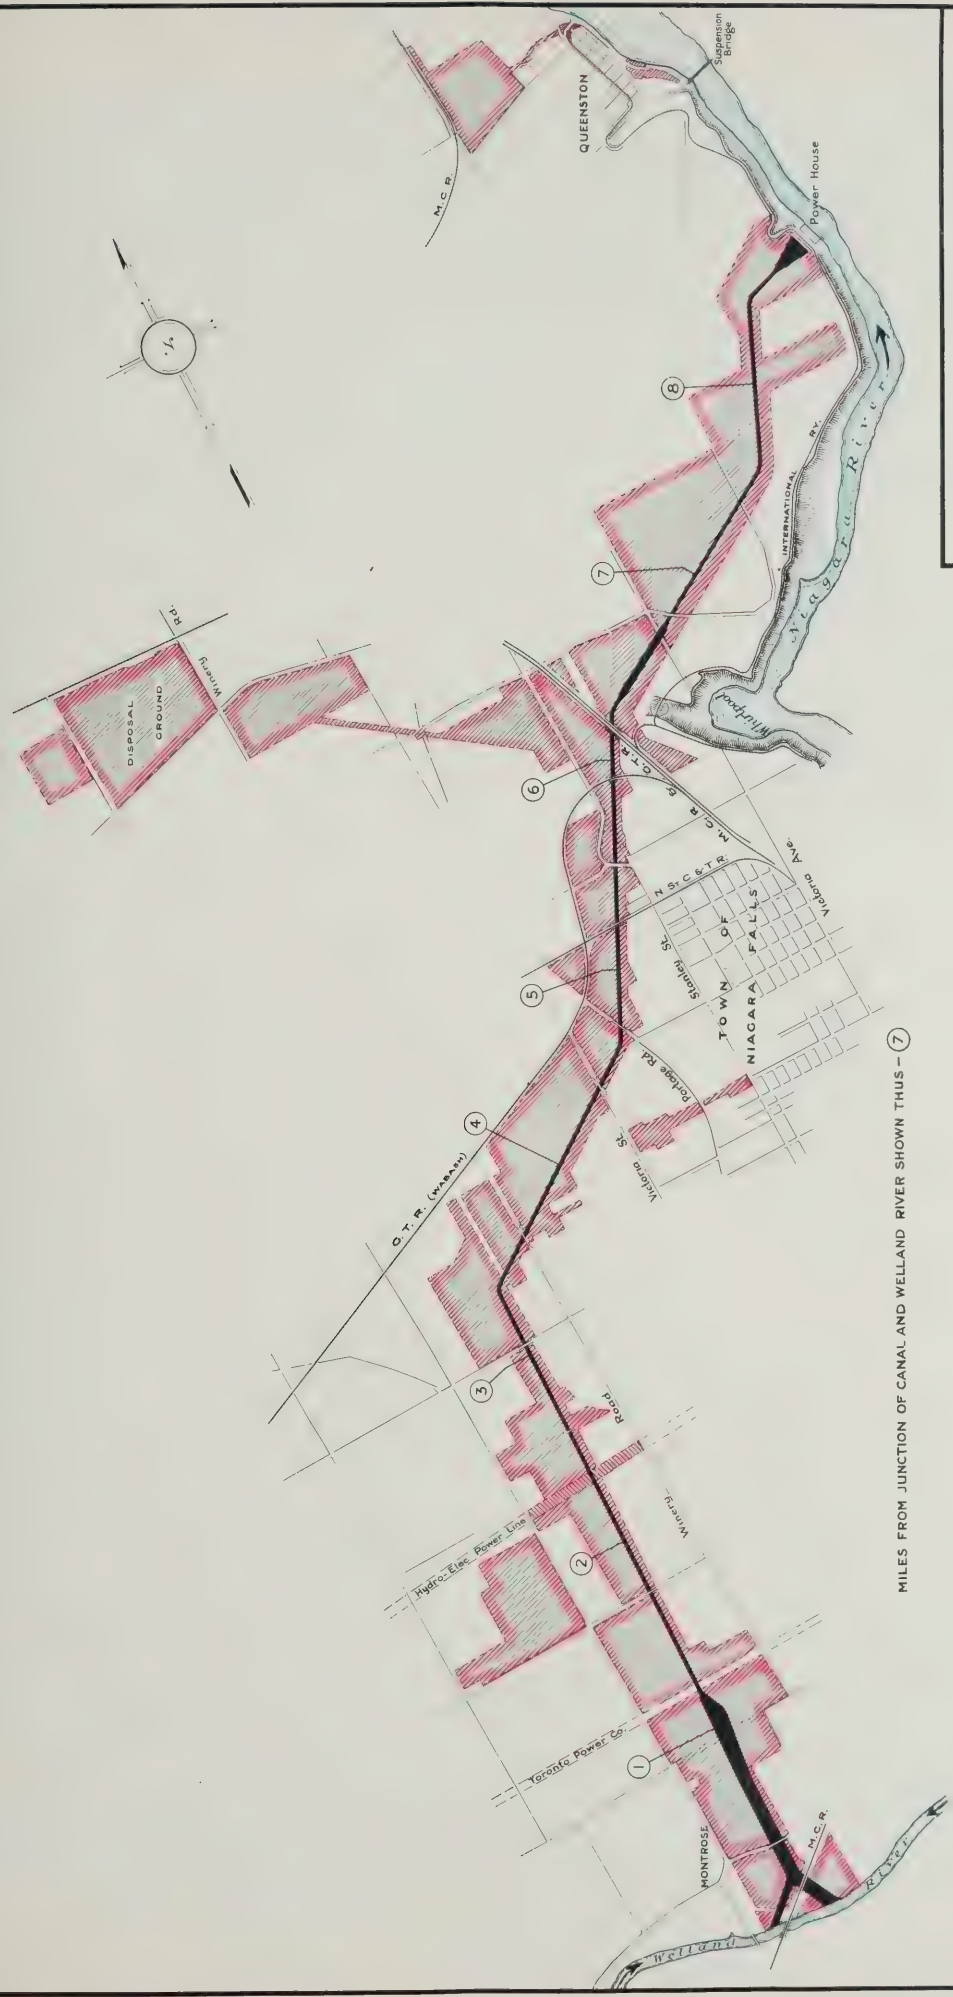 Suspension
Bridge
QUEENSTON
M. C. R.
Power House
8
INTERNATIONAL RY.
Niagara River
7
Whirlpool
Winery Rd.
DISPOSAL
GROUND
6
M. C. R. & G. T. R.
N. ST. C & T R.
Victoria Ave.
Stanley St.
TOWN OF
NIAGARA FALLS
5
Portage Rd.
Victoria St.
4
G. T. R. (WABASH)
3
Winery Road
Hydro-Elec Power Line
2
Toronto Power Co.
1
MONTROSE
M.C.R.
Welland River
MILES FROM JUNCTION OF CANAL AND WELLAND RIVER SHOWN THUS - 7